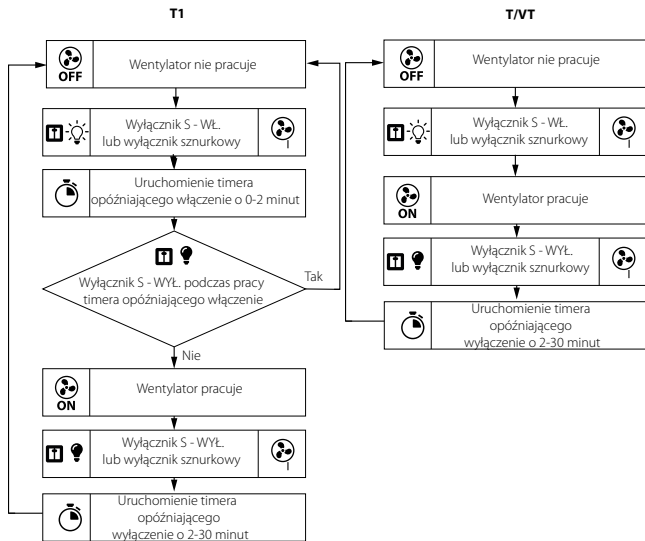 T1
OFF
Wentylator nie pracuje
Wyłącznik S - WŁ.
lub wyłącznik sznurkowy
Uruchomienie timera
opóźniającego włączenie o 0-2 minut
Wyłącznik S - WYŁ. podczas pracy
timera opóźniającego włączenie
Tak
Nie
ON
Wentylator pracuje
Wyłącznik S - WYŁ.
lub wyłącznik sznurkowy
Uruchomienie timera
opóźniającego
wyłączenie o 2-30 minut
T/VT
OFF
Wentylator nie pracuje
Wyłącznik S - WŁ.
lub wyłącznik sznurkowy
ON
Wentylator pracuje
Wyłącznik S - WYŁ.
lub wyłącznik sznurkowy
Uruchomienie timera
opóźniającego
wyłączenie o 2-30 minut